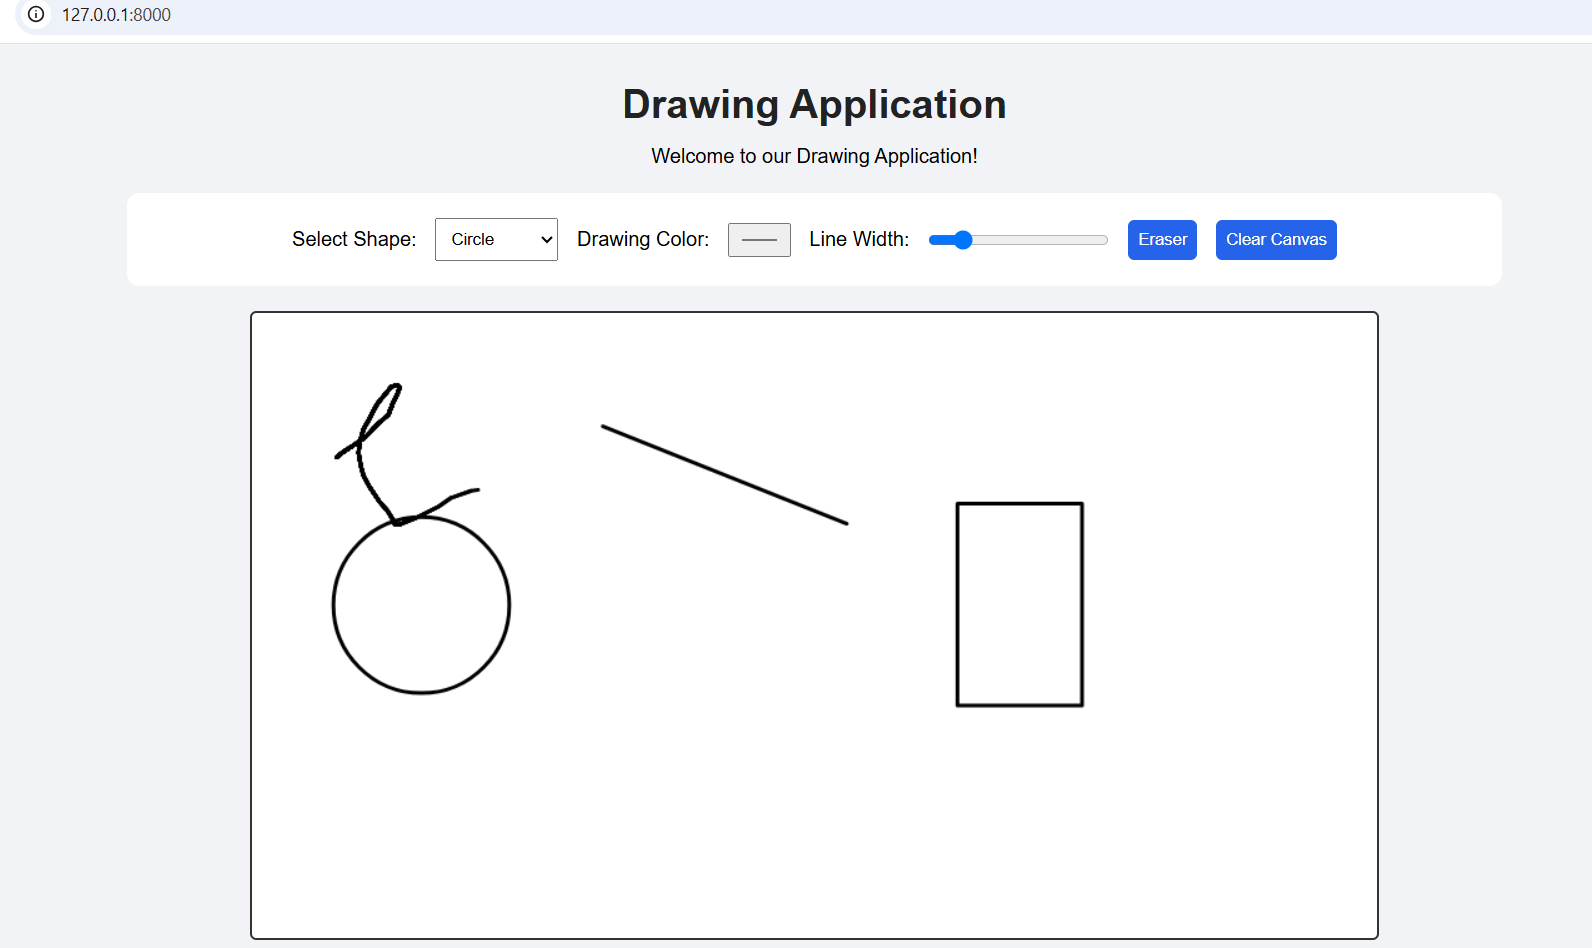 127.0.0.1:8000
Drawing Application
Welcome to our Drawing Application!
Select Shape: Circle Drawing Color: Line Width: Eraser Clear Canvas